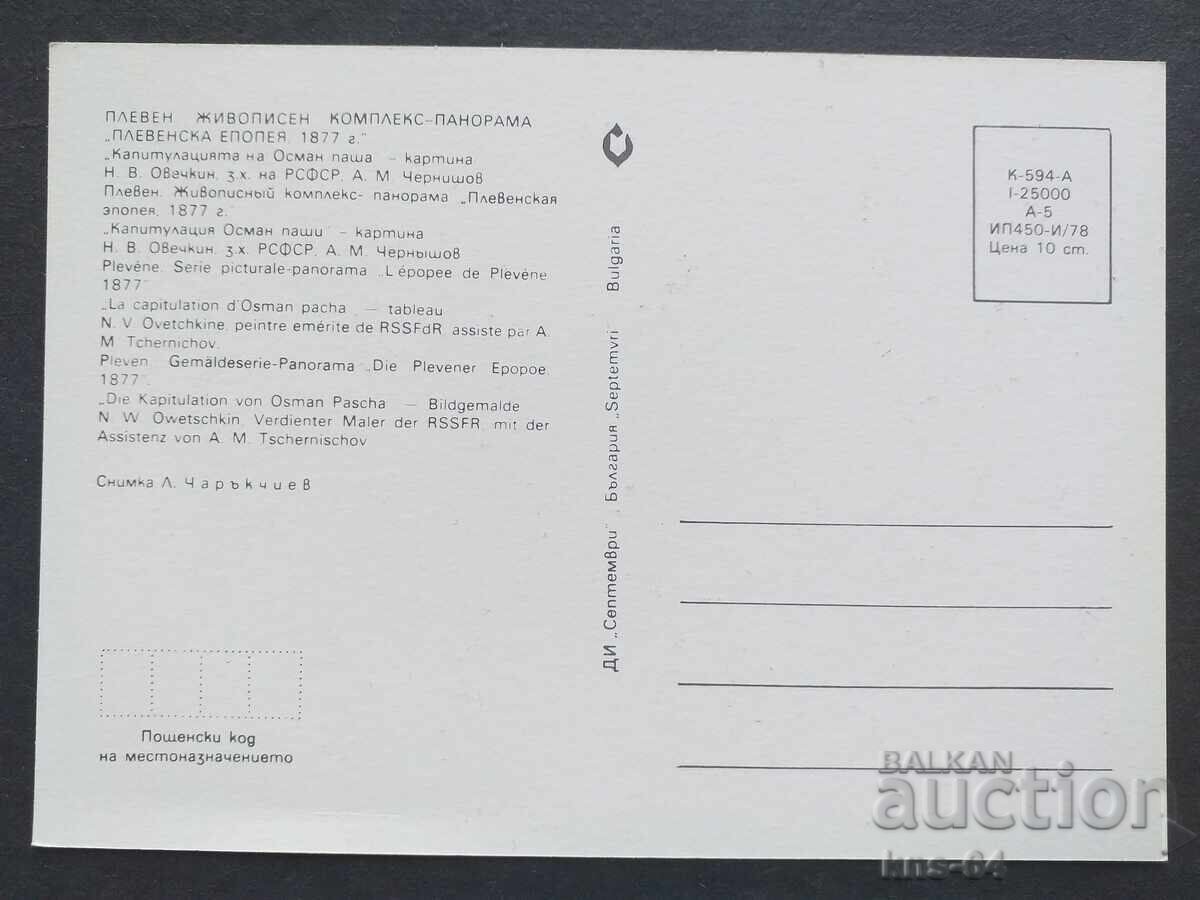 ПЛЕВЕН ЖИВОПИСЕН КОМПЛЕКС-ПАНОРАМА
„ПЛЕВЕНСКА ЕПОПЕЯ, 1877 г."
„Капитулацията на Осман паша - картина
Н. В. Овечкин, з.х. на РСФСР, А. М. Чернишов
Плевен. Живописный комплекс- панорама „Плевенская
эпопея, 1877 г."
„Капитулация Осман паши" - картина
Н. В. Овечкин, з.х. РСФСР, А. М. Чернышов
Plevéne. Serie picturale-panorama „L'épopee de Plevéne
1877"
„La capitulation d'Osman pacha — tableau
N. V. Ovetchkine, peintre emérite de RSSFdR assiste par A.
M Tchernichov.
Pleven. Gemäldeserie-Panorama „Die Plevener Epopoe,
1877".
„Die Kapitulation von Osman Pascha — Bildgemalde
N W Owetschkin, Verdienter Maler der RSSFR, mit der
Assistenz von A. M. Tschernischov
Снимка Л. Чаръкчиев
Пощенски код
на местоназначението
ДИ „Септември", България „Septemvri" Bulgaria
К-594-А
I-25000
А-5
ИП450-И/78
Цена 10 ст.
BALKAN
auction
kns-64